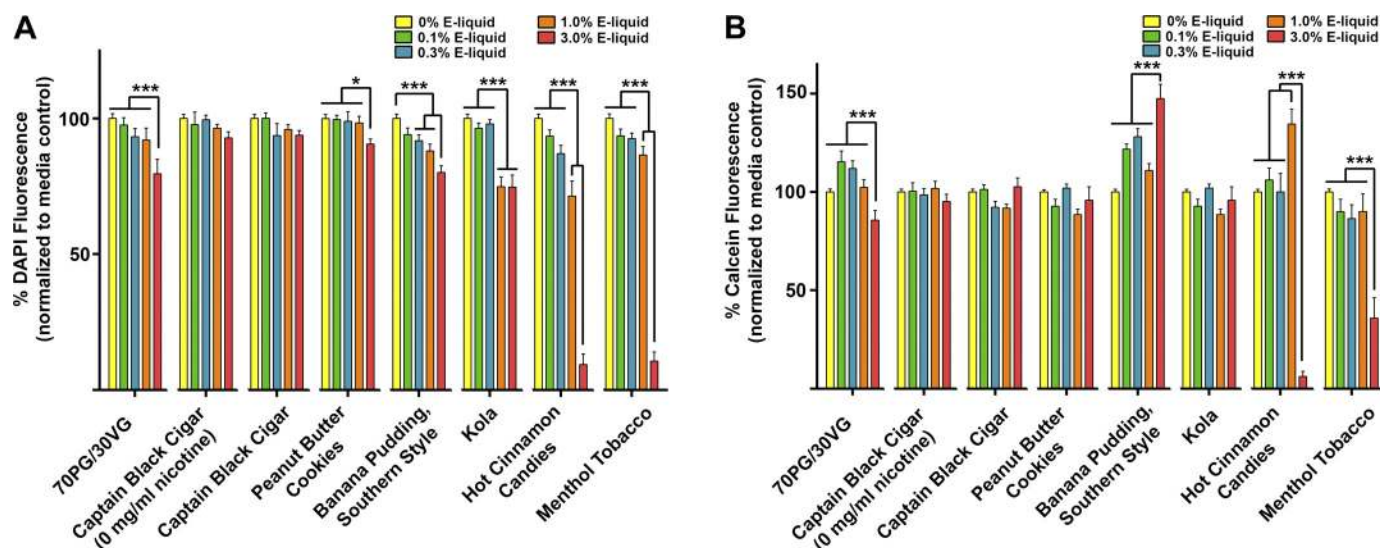 A
0% E-liquid
0.1% E-liquid
0.3% E-liquid
1.0% E-liquid
3.0% E-liquid
% DAPI Fluorescence
(normalized to media control)
100
50
***
*
***
***
***
***
70PG/30VG
Captain Black Cigar
(0 mg/ml nicotine)
Captain Black Cigar
Peanut Butter
Cookies
Banana Pudding,
Southern Style
Kola
Hot Cinnamon
Candies
Menthol Tobacco
B
0% E-liquid
0.1% E-liquid
0.3% E-liquid
1.0% E-liquid
3.0% E-liquid
% Calcein Fluorescence
(normalized to media control)
150
100
50
***
***
***
***
70PG/30VG
Captain Black Cigar
(0 mg/ml nicotine)
Captain Black Cigar
Peanut Butter
Cookies
Banana Pudding,
Southern Style
Kola
Hot Cinnamon
Candies
Menthol Tobacco